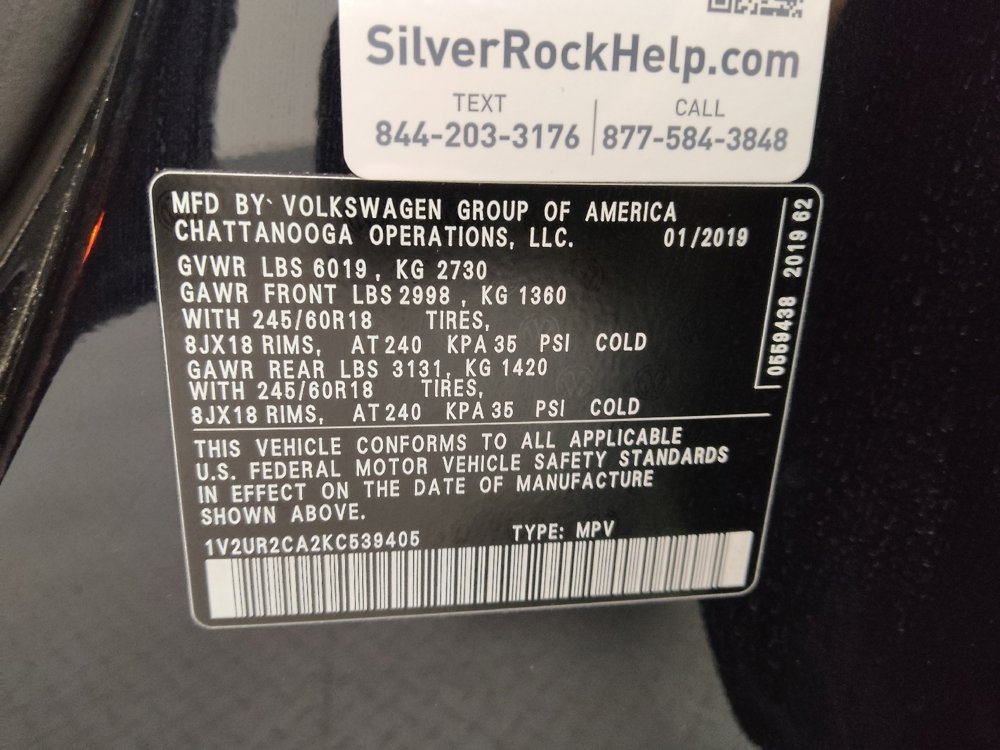 SilverRockHelp.com
TEXT
844-203-3176
CALL
877-584-3848
MFD BY VOLKSWAGEN GROUP OF AMERICA
CHATTANOOGA OPERATIONS, LLC. 01/2019
GVWR LBS 6019, KG 2730
GAWR FRONT LBS 2998, KG 1360
WITH 245/60R18 TIRES,
8JX18 RIMS, AT 240 KPA 35 PSI COLD
GAWR REAR LBS 3131, KG 1420
WITH 245/60R18 TIRES,
8JX18 RIMS, AT 240 KPA 35 PSI COLD
THIS VEHICLE CONFORMS TO ALL APPLICABLE
U.S. FEDERAL MOTOR VEHICLE SAFETY STANDARDS
IN EFFECT ON THE DATE OF MANUFACTURE
SHOWN ABOVE.
1V2UR2CA2KC539405 TYPE: MPV
0559438 2019 62